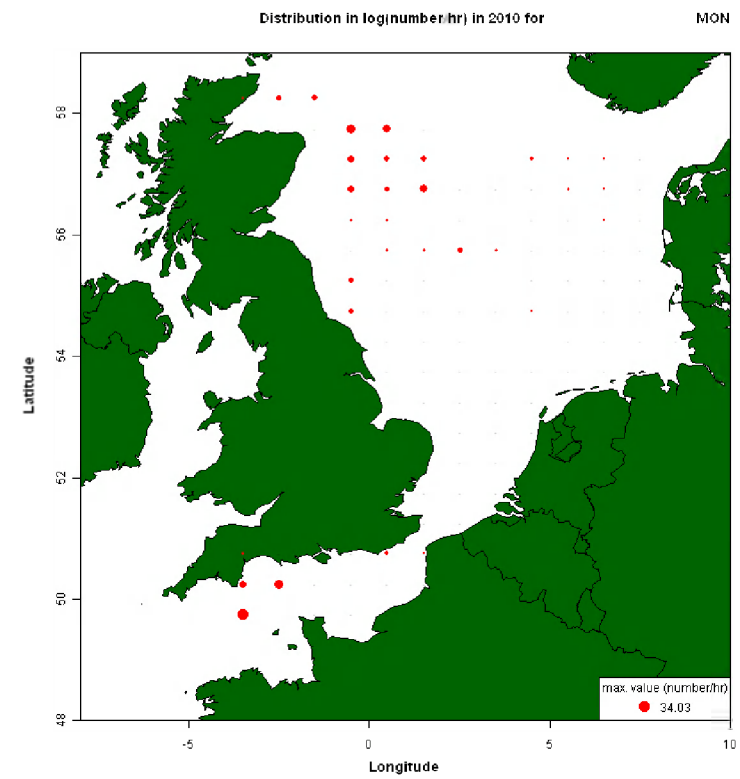 Distribution in log(number/hr) in 2010 for MON
58
56
54
52
50
48
Latitude
-5 0 5 10
Longitude
max. value (number/hr)
34.03